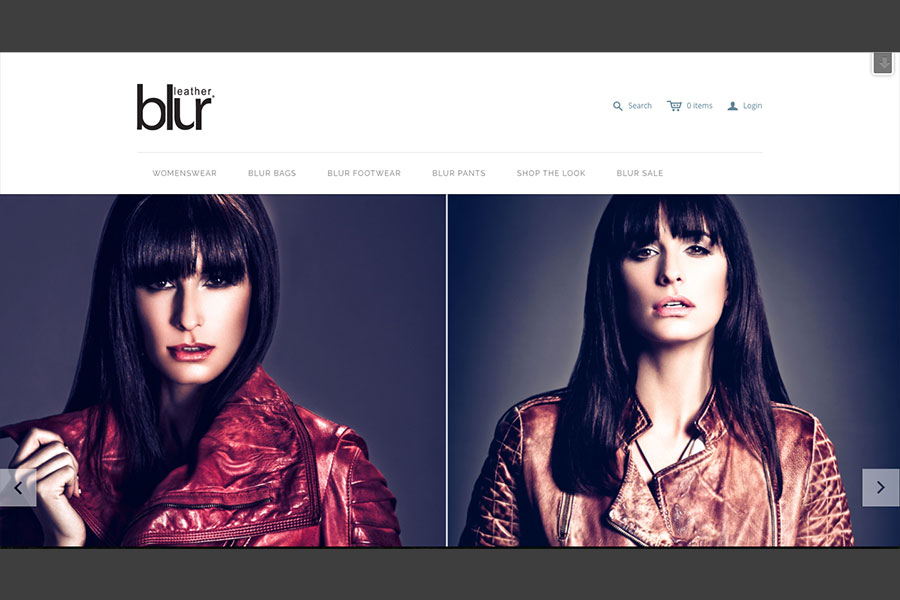 leather
blur
Search 0 items Login
WOMENSWEAR BLUR BAGS BLUR FOOTWEAR BLUR PANTS SHOP THE LOOK BLUR SALE